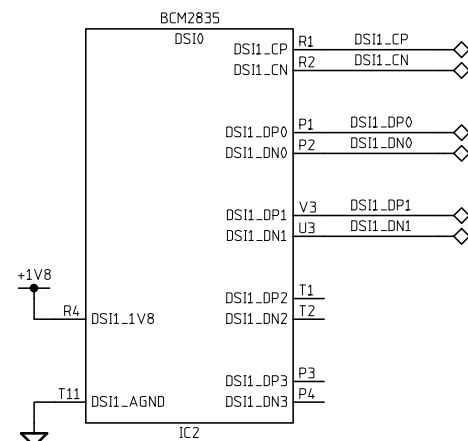 BCM2835
DSI0
DSI1_CP R1 DSI1_CP
DSI1_CN R2 DSI1_CN
DSI1_DP0 P1 DSI1_DP0
DSI1_DN0 P2 DSI1_DN0
DSI1_DP1 V3 DSI1_DP1
DSI1_DN1 U3 DSI1_DN1
+1V8
DSI1_DP2 T1
R4 DSI1_1V8 DSI1_DN2 T2
DSI1_DP3 P3
T11 DSI1_AGND DSI1_DN3 P4
IC2